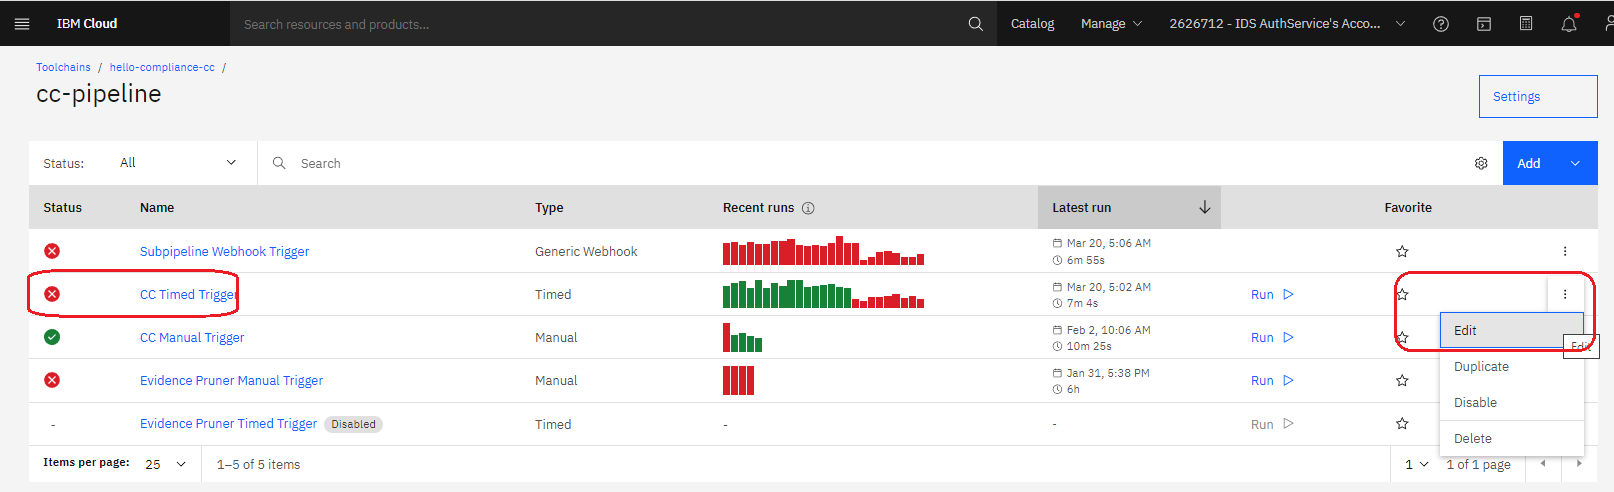 IBM Cloud Search resources and products... Catalog Manage 2626712 - IDS AuthService's Acco...
Toolchains / hello-compliance-cc /
cc-pipeline
Settings
Status: All Search Add
Status Name Type Recent runs Latest run Favorite
Subpipeline Webhook Trigger Generic Webhook Mar 20, 5:06 AM
6m 55s
CC Timed Trigger Timed Mar 20, 5:02 AM Run
7m 4s
CC Manual Trigger Manual Feb 2, 10:06 AM Run
10m 25s
Evidence Pruner Manual Trigger Manual Jan 31, 5:38 PM Run
6h
- Evidence Pruner Timed Trigger Disabled Timed - - Run
Edit
Edit
Duplicate
Disable
Delete
Items per page: 25 1–5 of 5 items 1 1 of 1 page